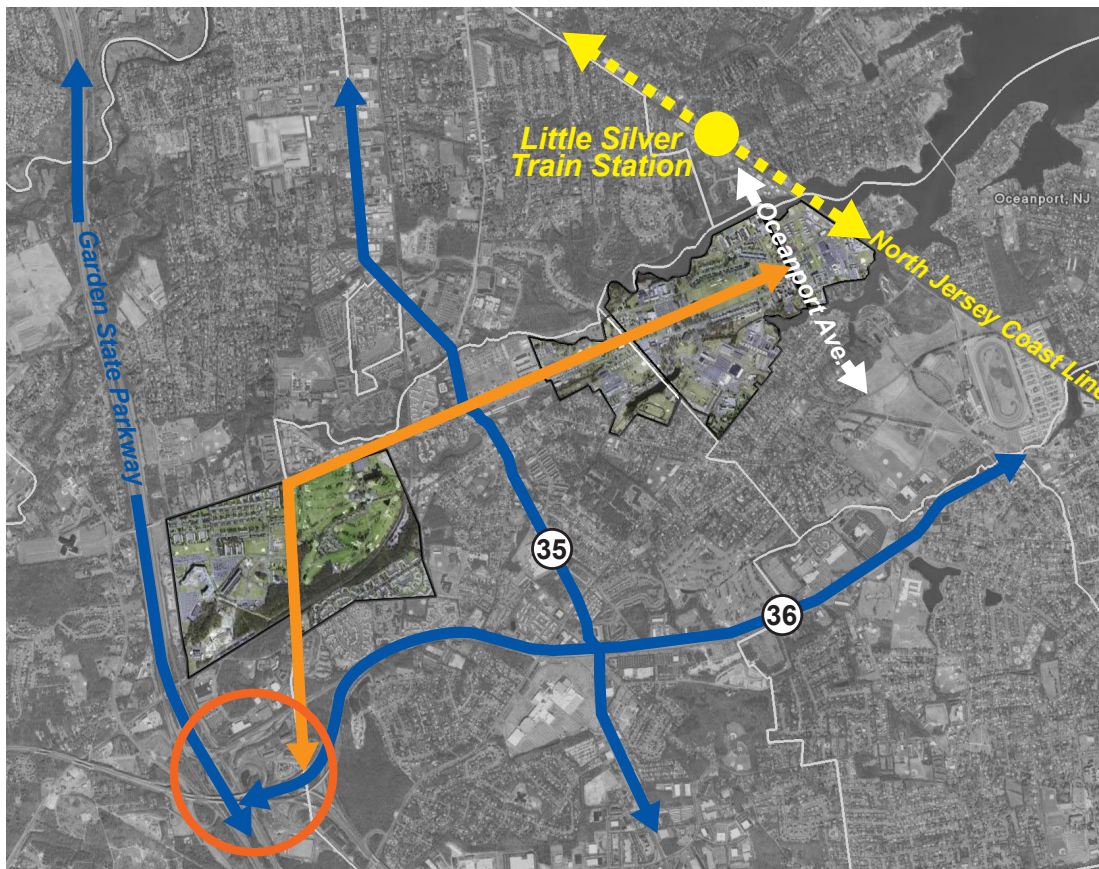 Little Silver
Train Station
Oceanport, NJ
Oceanport Ave.
North Jersey Coast Line
Garden State Parkway
35
36